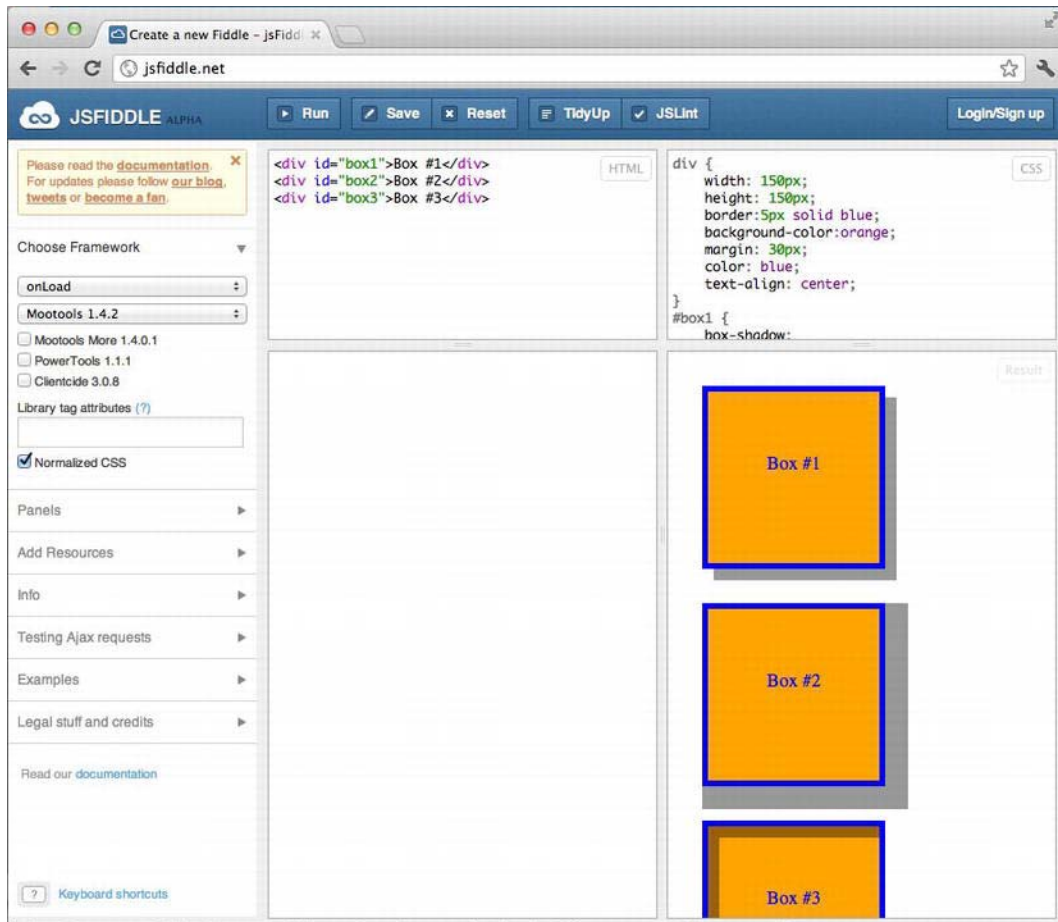 Create a new Fiddle - jsFidd
jsfiddle.net
JSFIDDLE ALPHA
Run
Save
Reset
TidyUp
JSLint
Login/Sign up
Please read the documentation.
For updates please follow our blog,
tweets or become a fan.
Choose Framework
onLoad
Mootools 1.4.2
Mootools More 1.4.0.1
PowerTools 1.1.1
Clientcide 3.0.8
Library tag attributes (?)
Normalized CSS
Panels
Add Resources
Info
Testing Ajax requests
Examples
Legal stuff and credits
Read our documentation
? Keyboard shortcuts
HTML
<div id="box1">Box #1</div>
<div id="box2">Box #2</div>
<div id="box3">Box #3</div>
CSS
div {
width: 150px;
height: 150px;
border:5px solid blue;
background-color:orange;
margin: 30px;
color: blue;
text-align: center;
}
#box1 {
box-shadow:
Result
Box #1
Box #2
Box #3